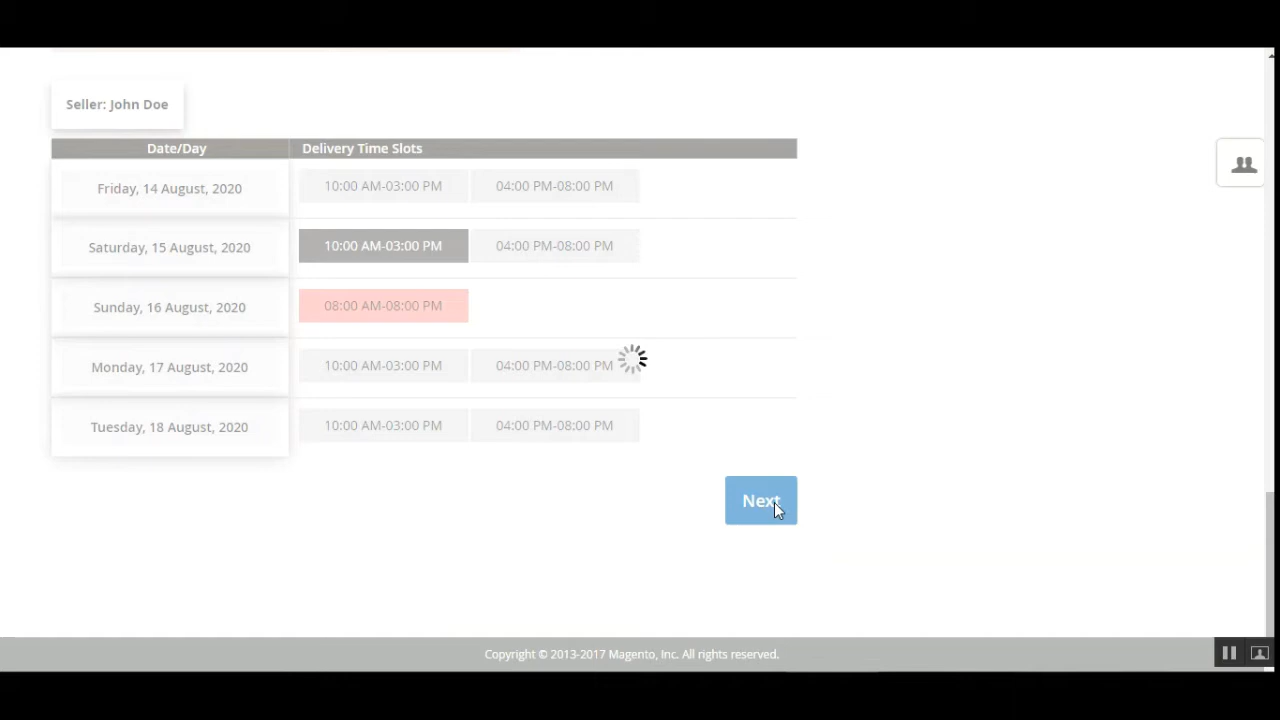 Seller: John Doe
Date/Day Delivery Time Slots
Friday, 14 August, 2020 10:00 AM-03:00 PM 04:00 PM-08:00 PM
Saturday, 15 August, 2020 10:00 AM-03:00 PM 04:00 PM-08:00 PM
Sunday, 16 August, 2020 08:00 AM-08:00 PM
Monday, 17 August, 2020 10:00 AM-03:00 PM 04:00 PM-08:00 PM
Tuesday, 18 August, 2020 10:00 AM-03:00 PM 04:00 PM-08:00 PM
Next
Copyright © 2013-2017 Magento, Inc. All rights reserved.